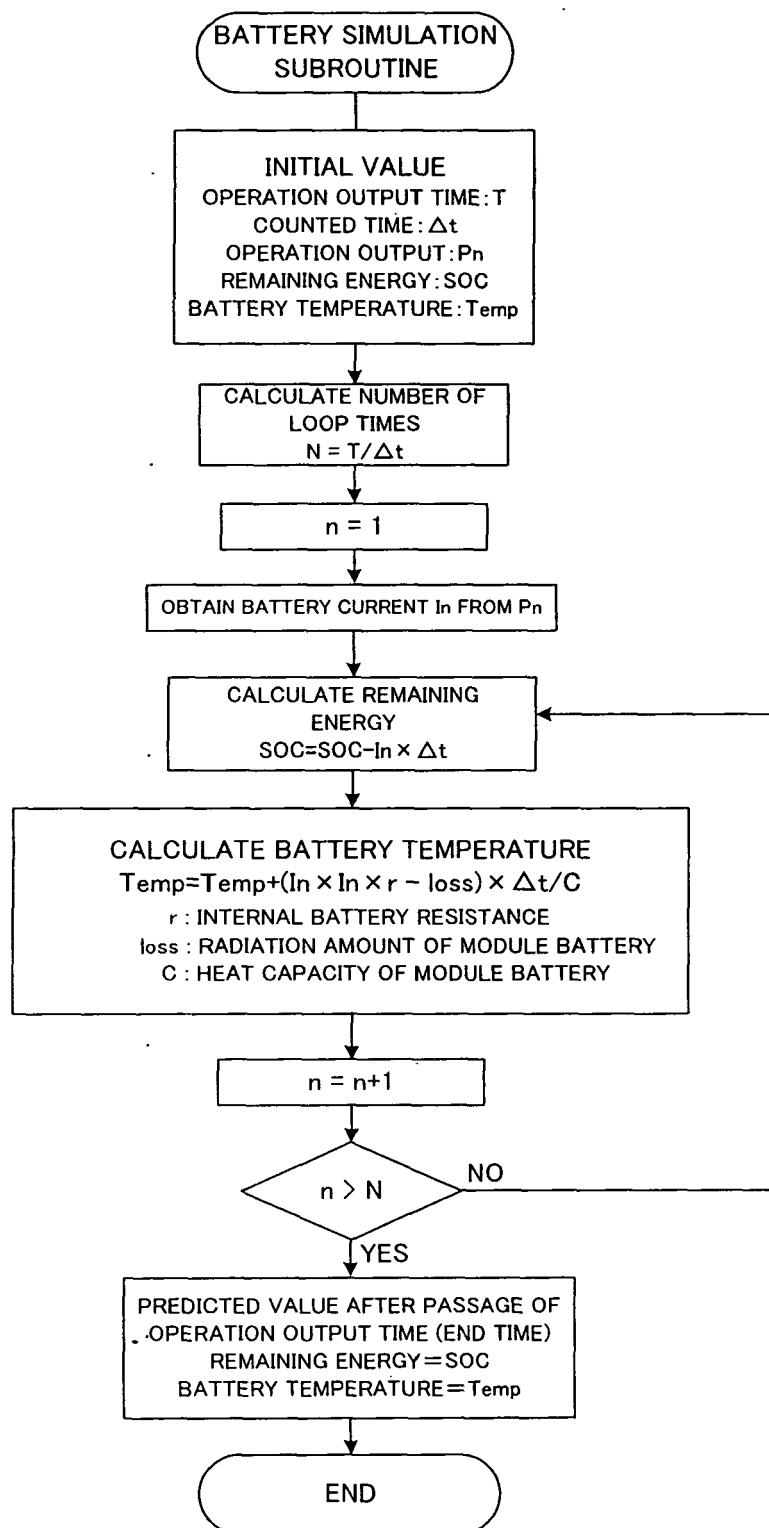 BATTERY SIMULATION
SUBROUTINE
INITIAL VALUE
OPERATION OUTPUT TIME:T
COUNTED TIME:Δt
OPERATION OUTPUT:Pn
REMAINING ENERGY:SOC
BATTERY TEMPERATURE:Temp
CALCULATE NUMBER OF
LOOP TIMES
N = T/Δt
n = 1
OBTAIN BATTERY CURRENT In FROM Pn
CALCULATE REMAINING
ENERGY
SOC=SOC-In × Δt
CALCULATE BATTERY TEMPERATURE
Temp=Temp+(In × In × r - loss) × Δt/C
r : INTERNAL BATTERY RESISTANCE
loss : RADIATION AMOUNT OF MODULE BATTERY
C : HEAT CAPACITY OF MODULE BATTERY
n = n+1
n > N
NO
YES
PREDICTED VALUE AFTER PASSAGE OF
OPERATION OUTPUT TIME (END TIME)
REMAINING ENERGY=SOC
BATTERY TEMPERATURE=Temp
END